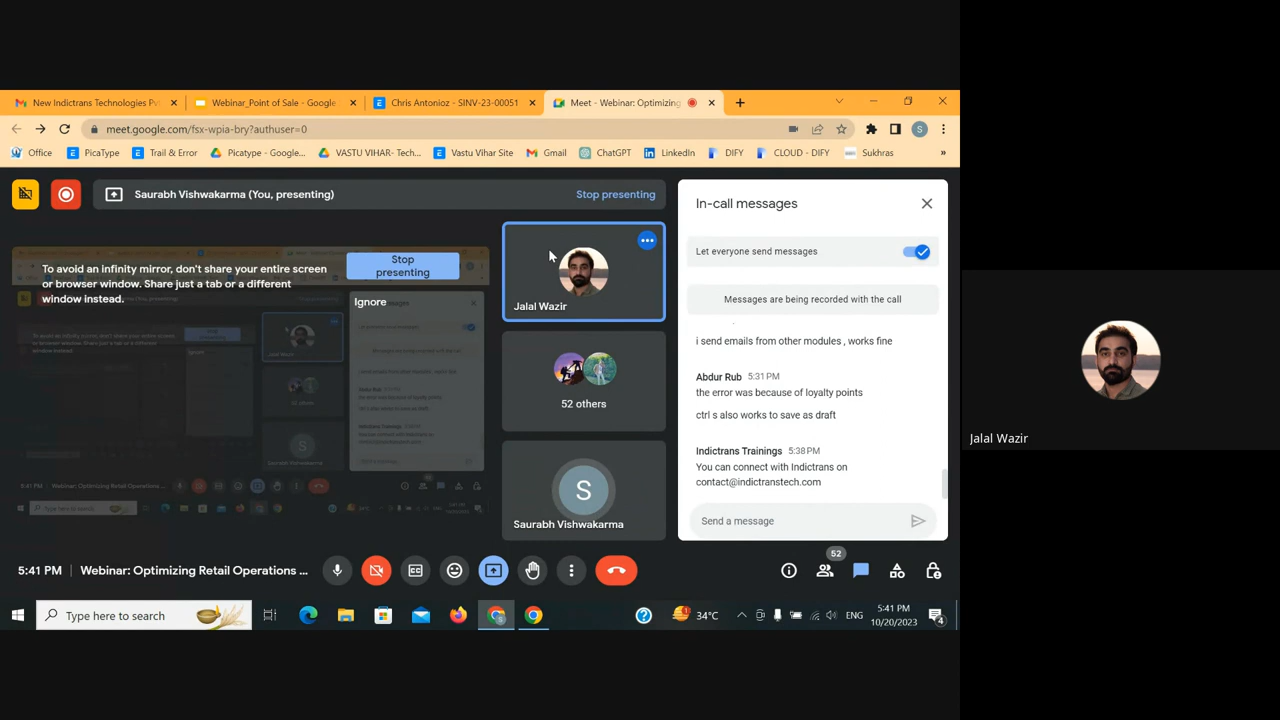 New Indictrans Technologies Pv
Webinar_Point of Sale - Google
Chris Antonioz - SINV-23-00051
Meet - Webinar: Optimizing
meet.google.com/fsx-wpia-bry?authuser=0
Office
PicaType
Trail & Error
Picatype - Google...
VASTU VIHAR- Tech...
Vastu Vihar Site
Gmail
ChatGPT
LinkedIn
DIFY
CLOUD - DIFY
Sukhras
Saurabh Vishwakarma (You, presenting)
Stop presenting
To avoid an infinity mirror, don't share your entire screen
or browser window. Share just a tab or a different
window instead.
Stop
presenting
Ignore
Jalal Wazir
52 others
S
Saurabh Vishwakarma
In-call messages
Let everyone send messages
Messages are being recorded with the call
i send emails from other modules , works fine
Abdur Rub 5:31 PM
the error was because of loyalty points
ctrl s also works to save as draft
Indictrans Trainings 5:38 PM
You can connect with Indictrans on
contact@indictranstech.com
Send a message
Jalal Wazir
5:41 PM
Webinar: Optimizing Retail Operations ...
52
Type here to search
34°C
ENG
5:41 PM
10/20/2023
4